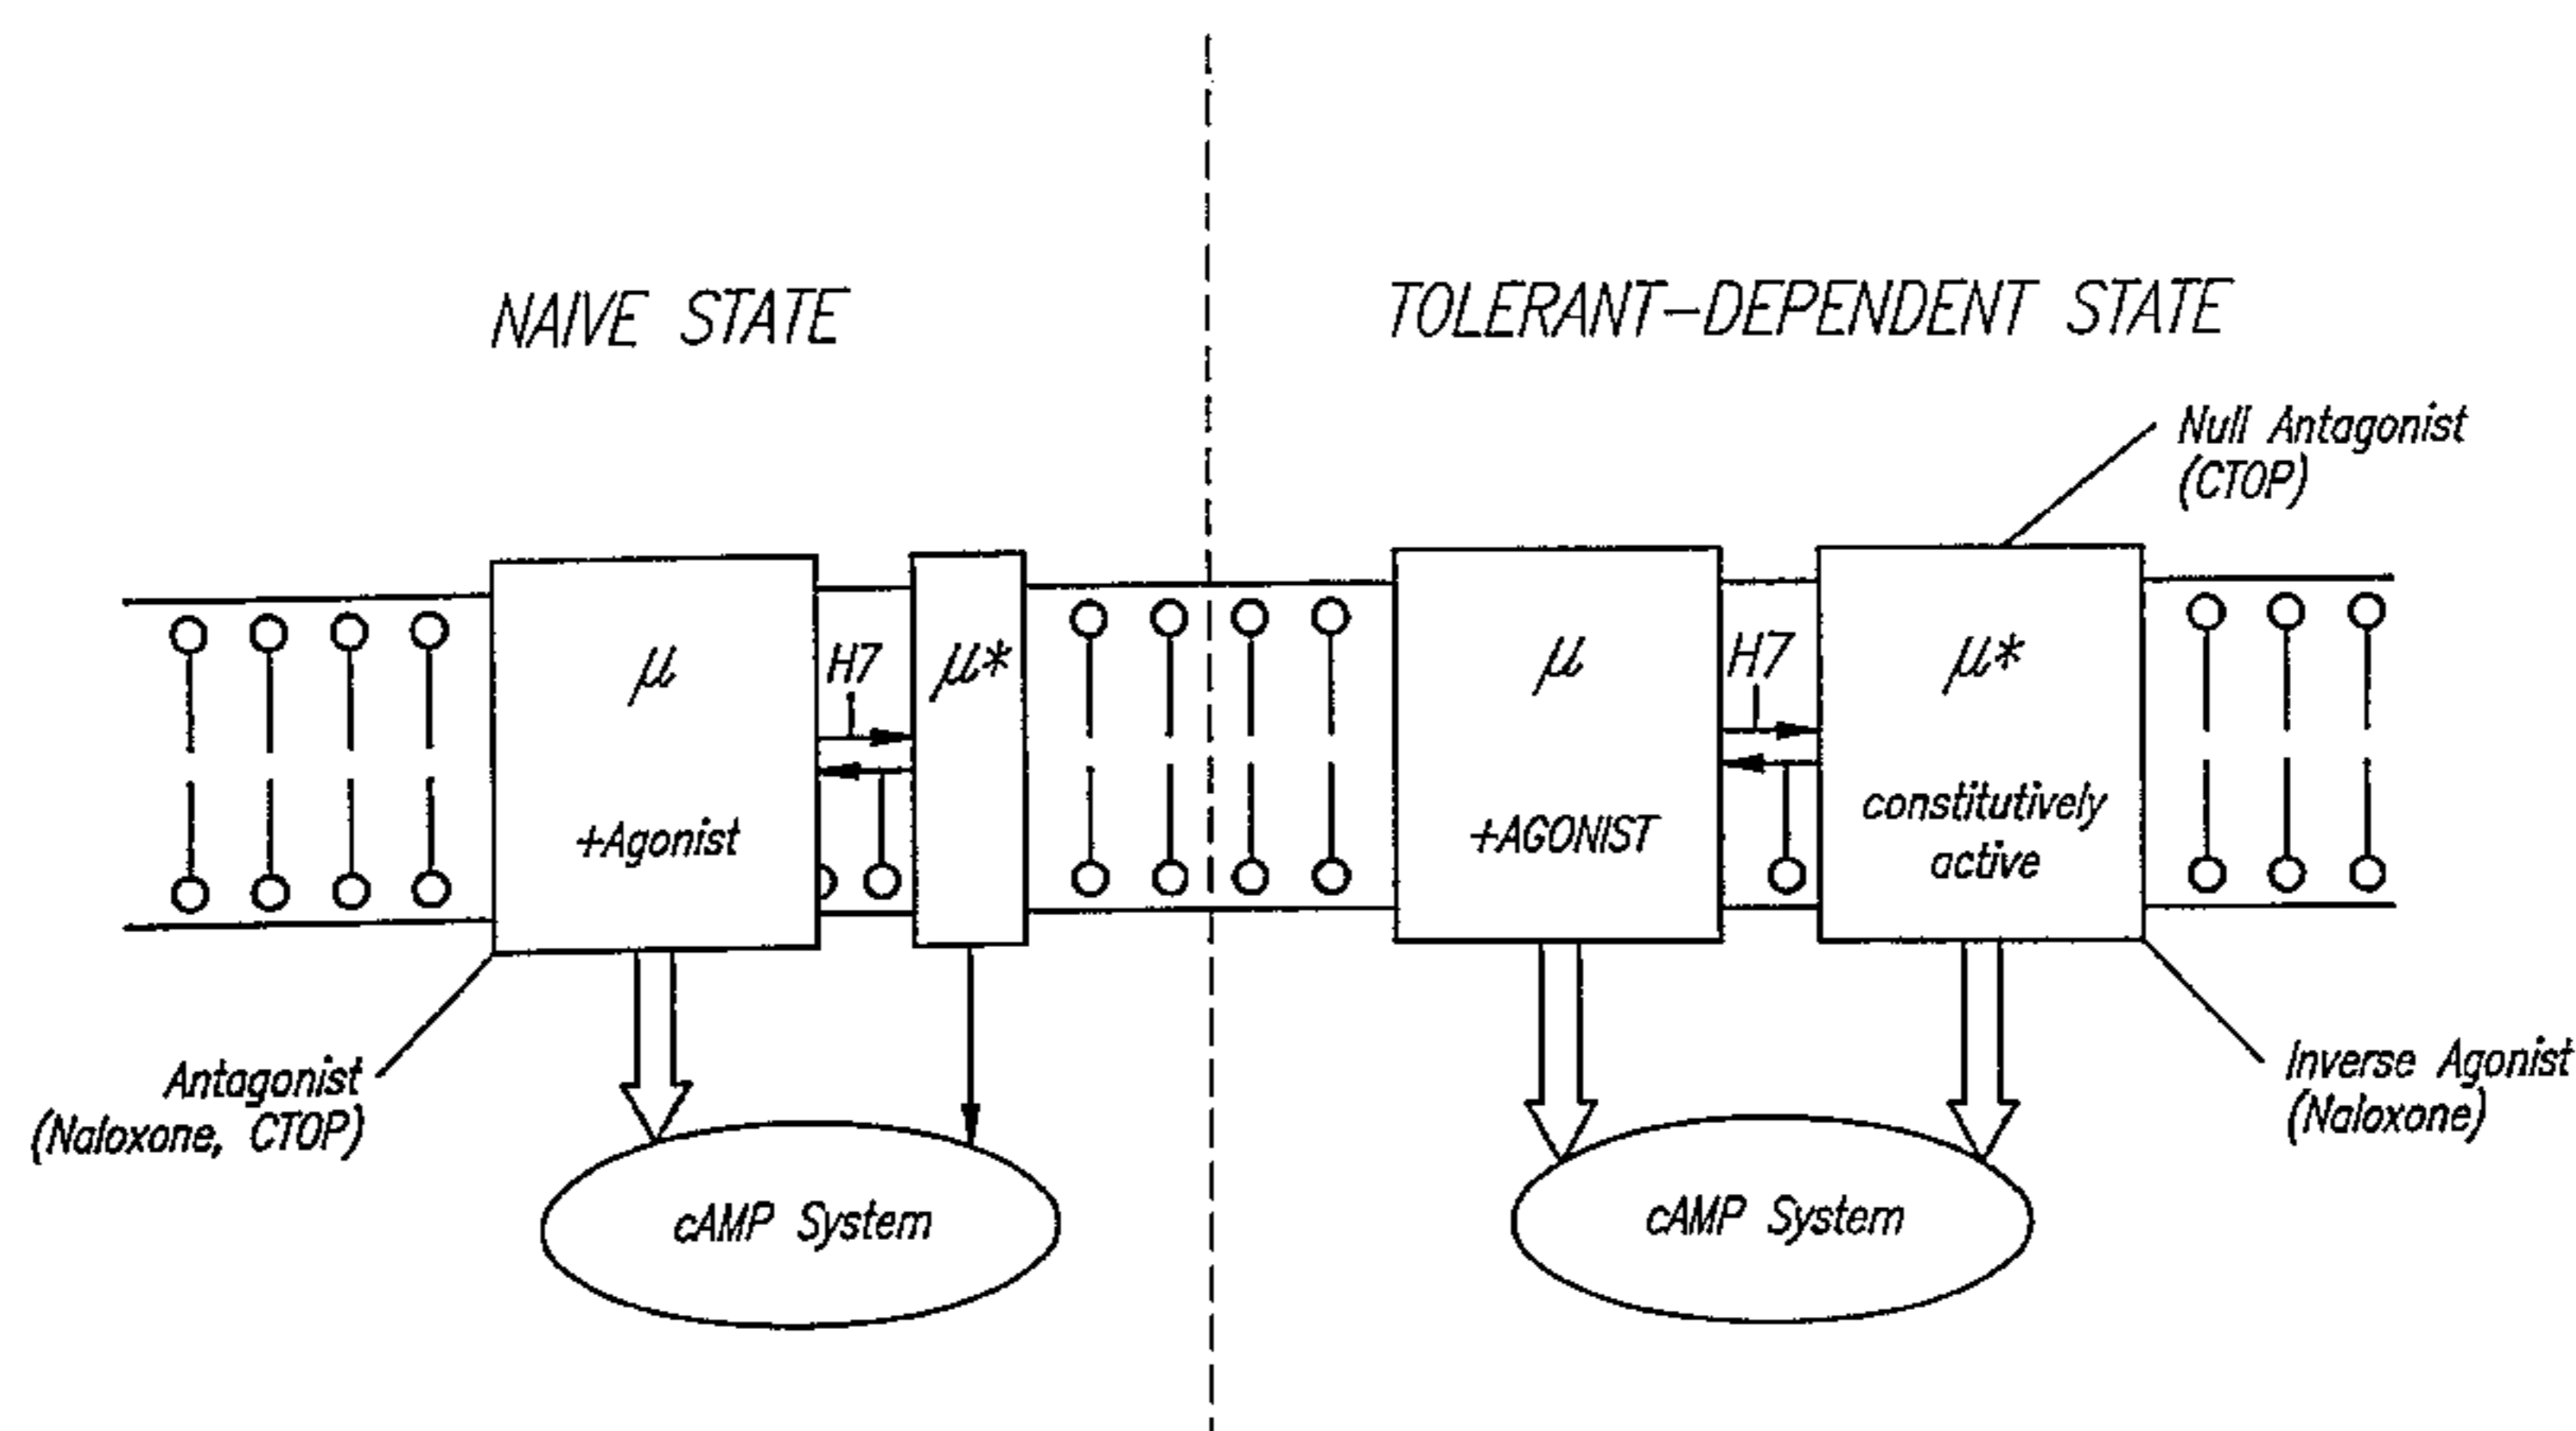 NAIVE STATE
TOLERANT-DEPENDENT STATE
Null Antagonist
(CTOP)
μ
H7
μ*
μ
H7
μ*
+Agonist
+AGONIST
constitutively
active
Antagonist
(Naloxone, CTOP)
Inverse Agonist
(Naloxone)
cAMP System
cAMP System